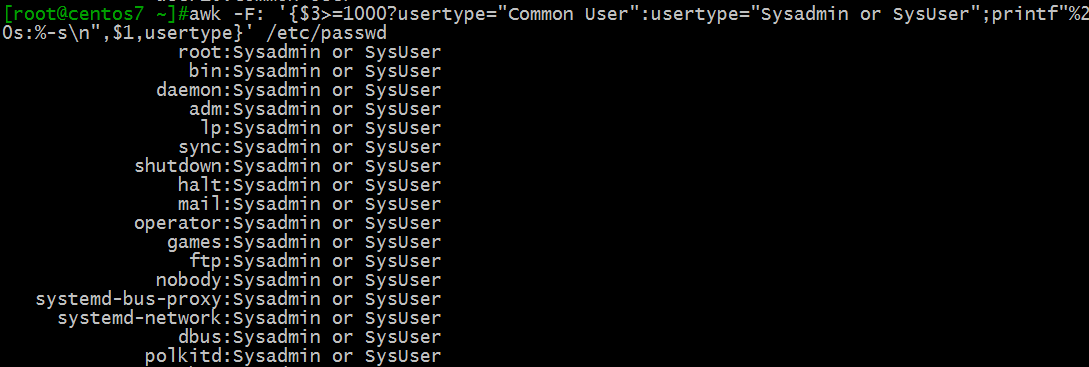 [root@centos7 ~]#awk -F: '{$3>=1000?usertype="Common User":usertype="Sysadmin or SysUser";printf"%2
0s:%-s\n",$1,usertype}' /etc/passwd
root:Sysadmin or SysUser
bin:Sysadmin or SysUser
daemon:Sysadmin or SysUser
adm:Sysadmin or SysUser
lp:Sysadmin or SysUser
sync:Sysadmin or SysUser
shutdown:Sysadmin or SysUser
halt:Sysadmin or SysUser
mail:Sysadmin or SysUser
operator:Sysadmin or SysUser
games:Sysadmin or SysUser
ftp:Sysadmin or SysUser
nobody:Sysadmin or SysUser
systemd-bus-proxy:Sysadmin or SysUser
systemd-network:Sysadmin or SysUser
dbus:Sysadmin or SysUser
polkitd:Sysadmin or SysUser